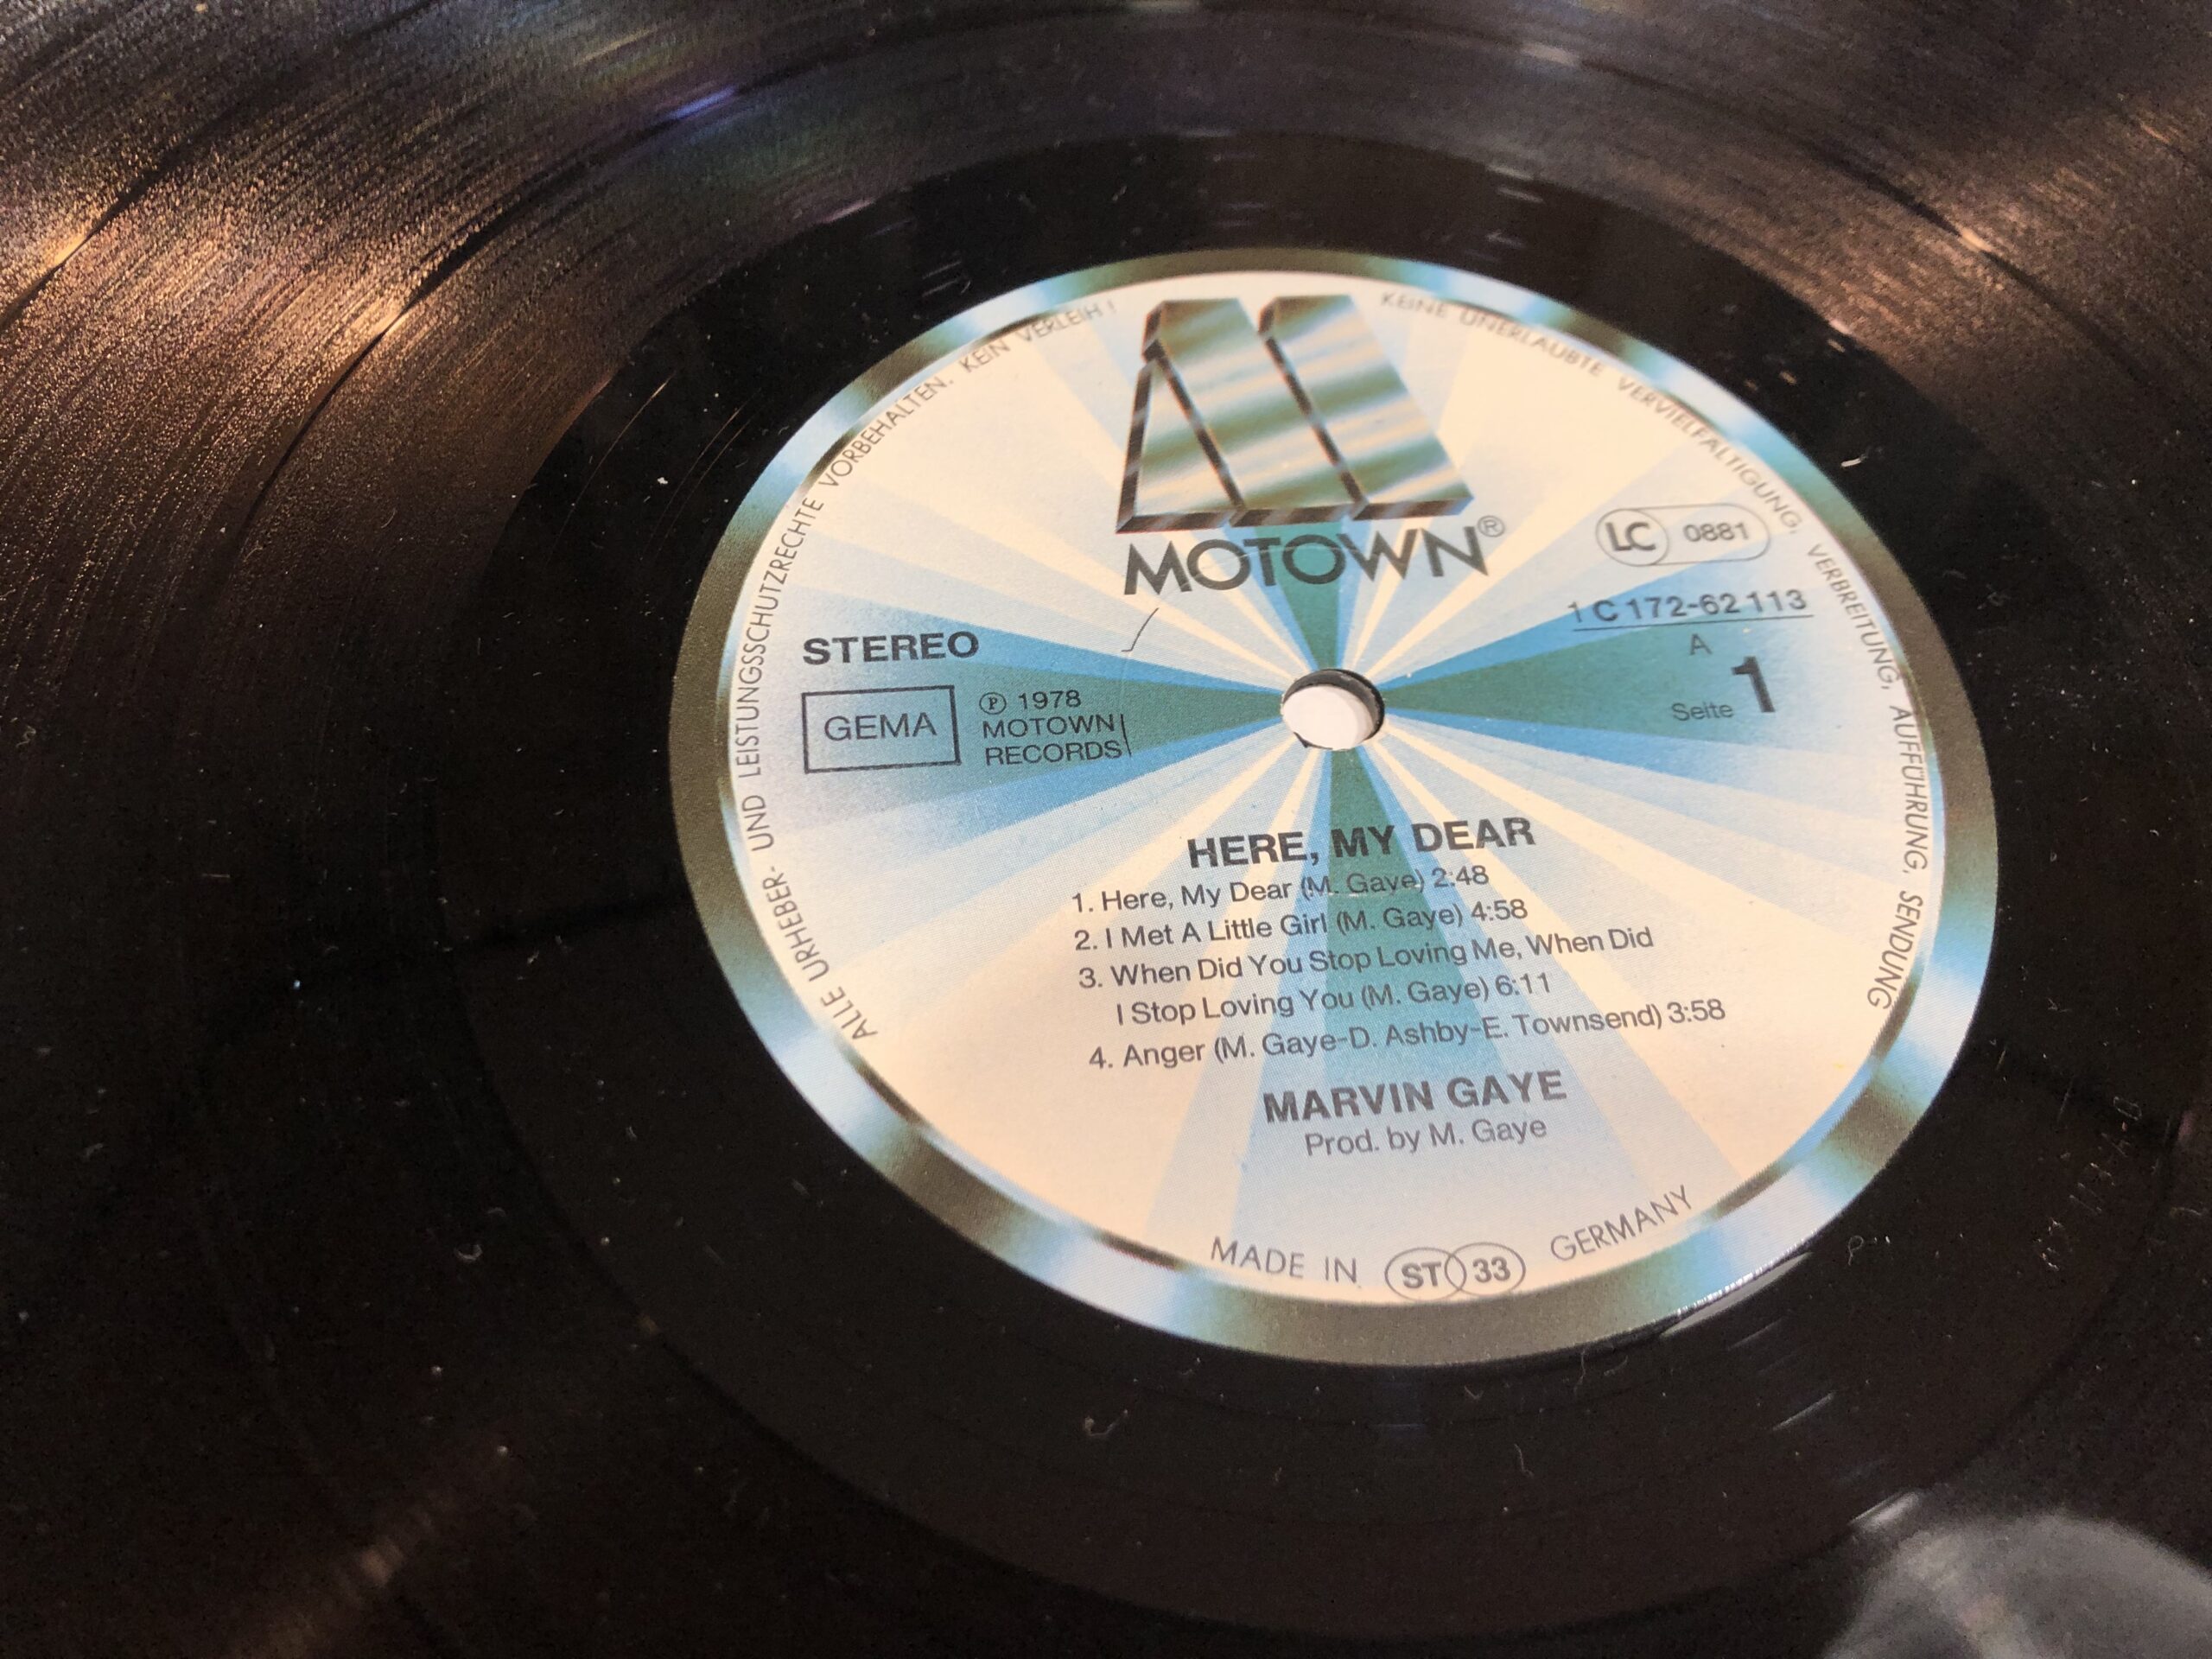 KEINE UNERLAUBTE VERVIELFÄLTIGUNG, VERBREITUNG, AUFFÜHRUNG, SENDUNG
ALLE URHEBER- UND LEISTUNGSSCHUTZRECHTE VORBEHALTEN. KEIN VERLEIH!
MOTOWN®
LC 0881
1 C 172-62 113
A
Seite 1
STEREO
GEMA
℗ 1978
MOTOWN
RECORDS
HERE, MY DEAR
1. Here, My Dear (M. Gaye) 2:48
2. I Met A Little Girl (M. Gaye) 4:58
3. When Did You Stop Loving Me, When Did
I Stop Loving You (M. Gaye) 6:11
4. Anger (M. Gaye-D. Ashby-E. Townsend) 3:58
MARVIN GAYE
Prod. by M. Gaye
MADE IN ST 33 GERMANY